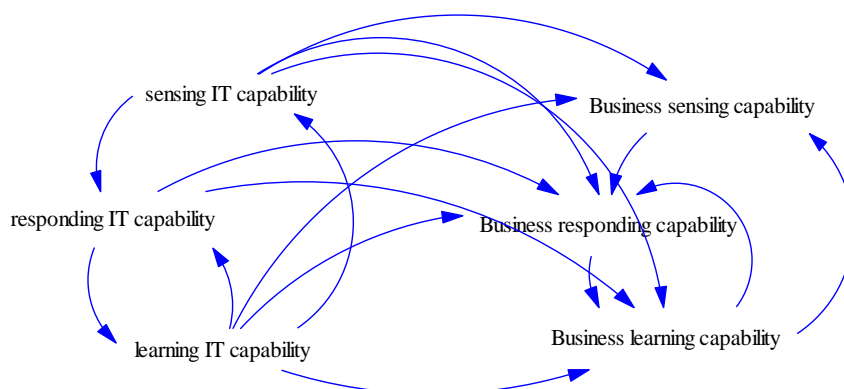 sensing IT capability
Business sensing capability
responding IT capability
Business responding capability
learning IT capability
Business learning capability